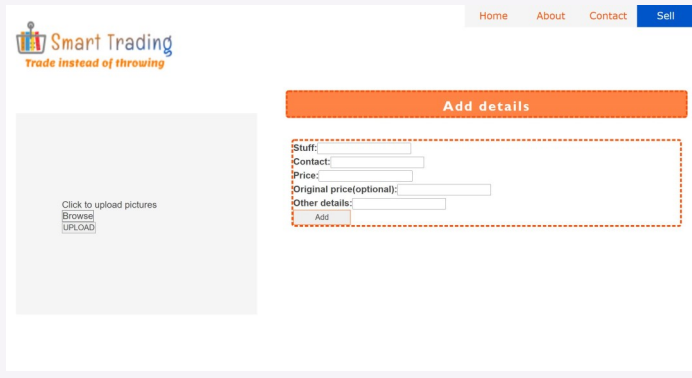 Home About Contact Sell
Smart Trading
Trade instead of throwing
Add details
Click to upload pictures
Browse
UPLOAD
Stuff:
Contact:
Price:
Original price(optional):
Other details:
Add